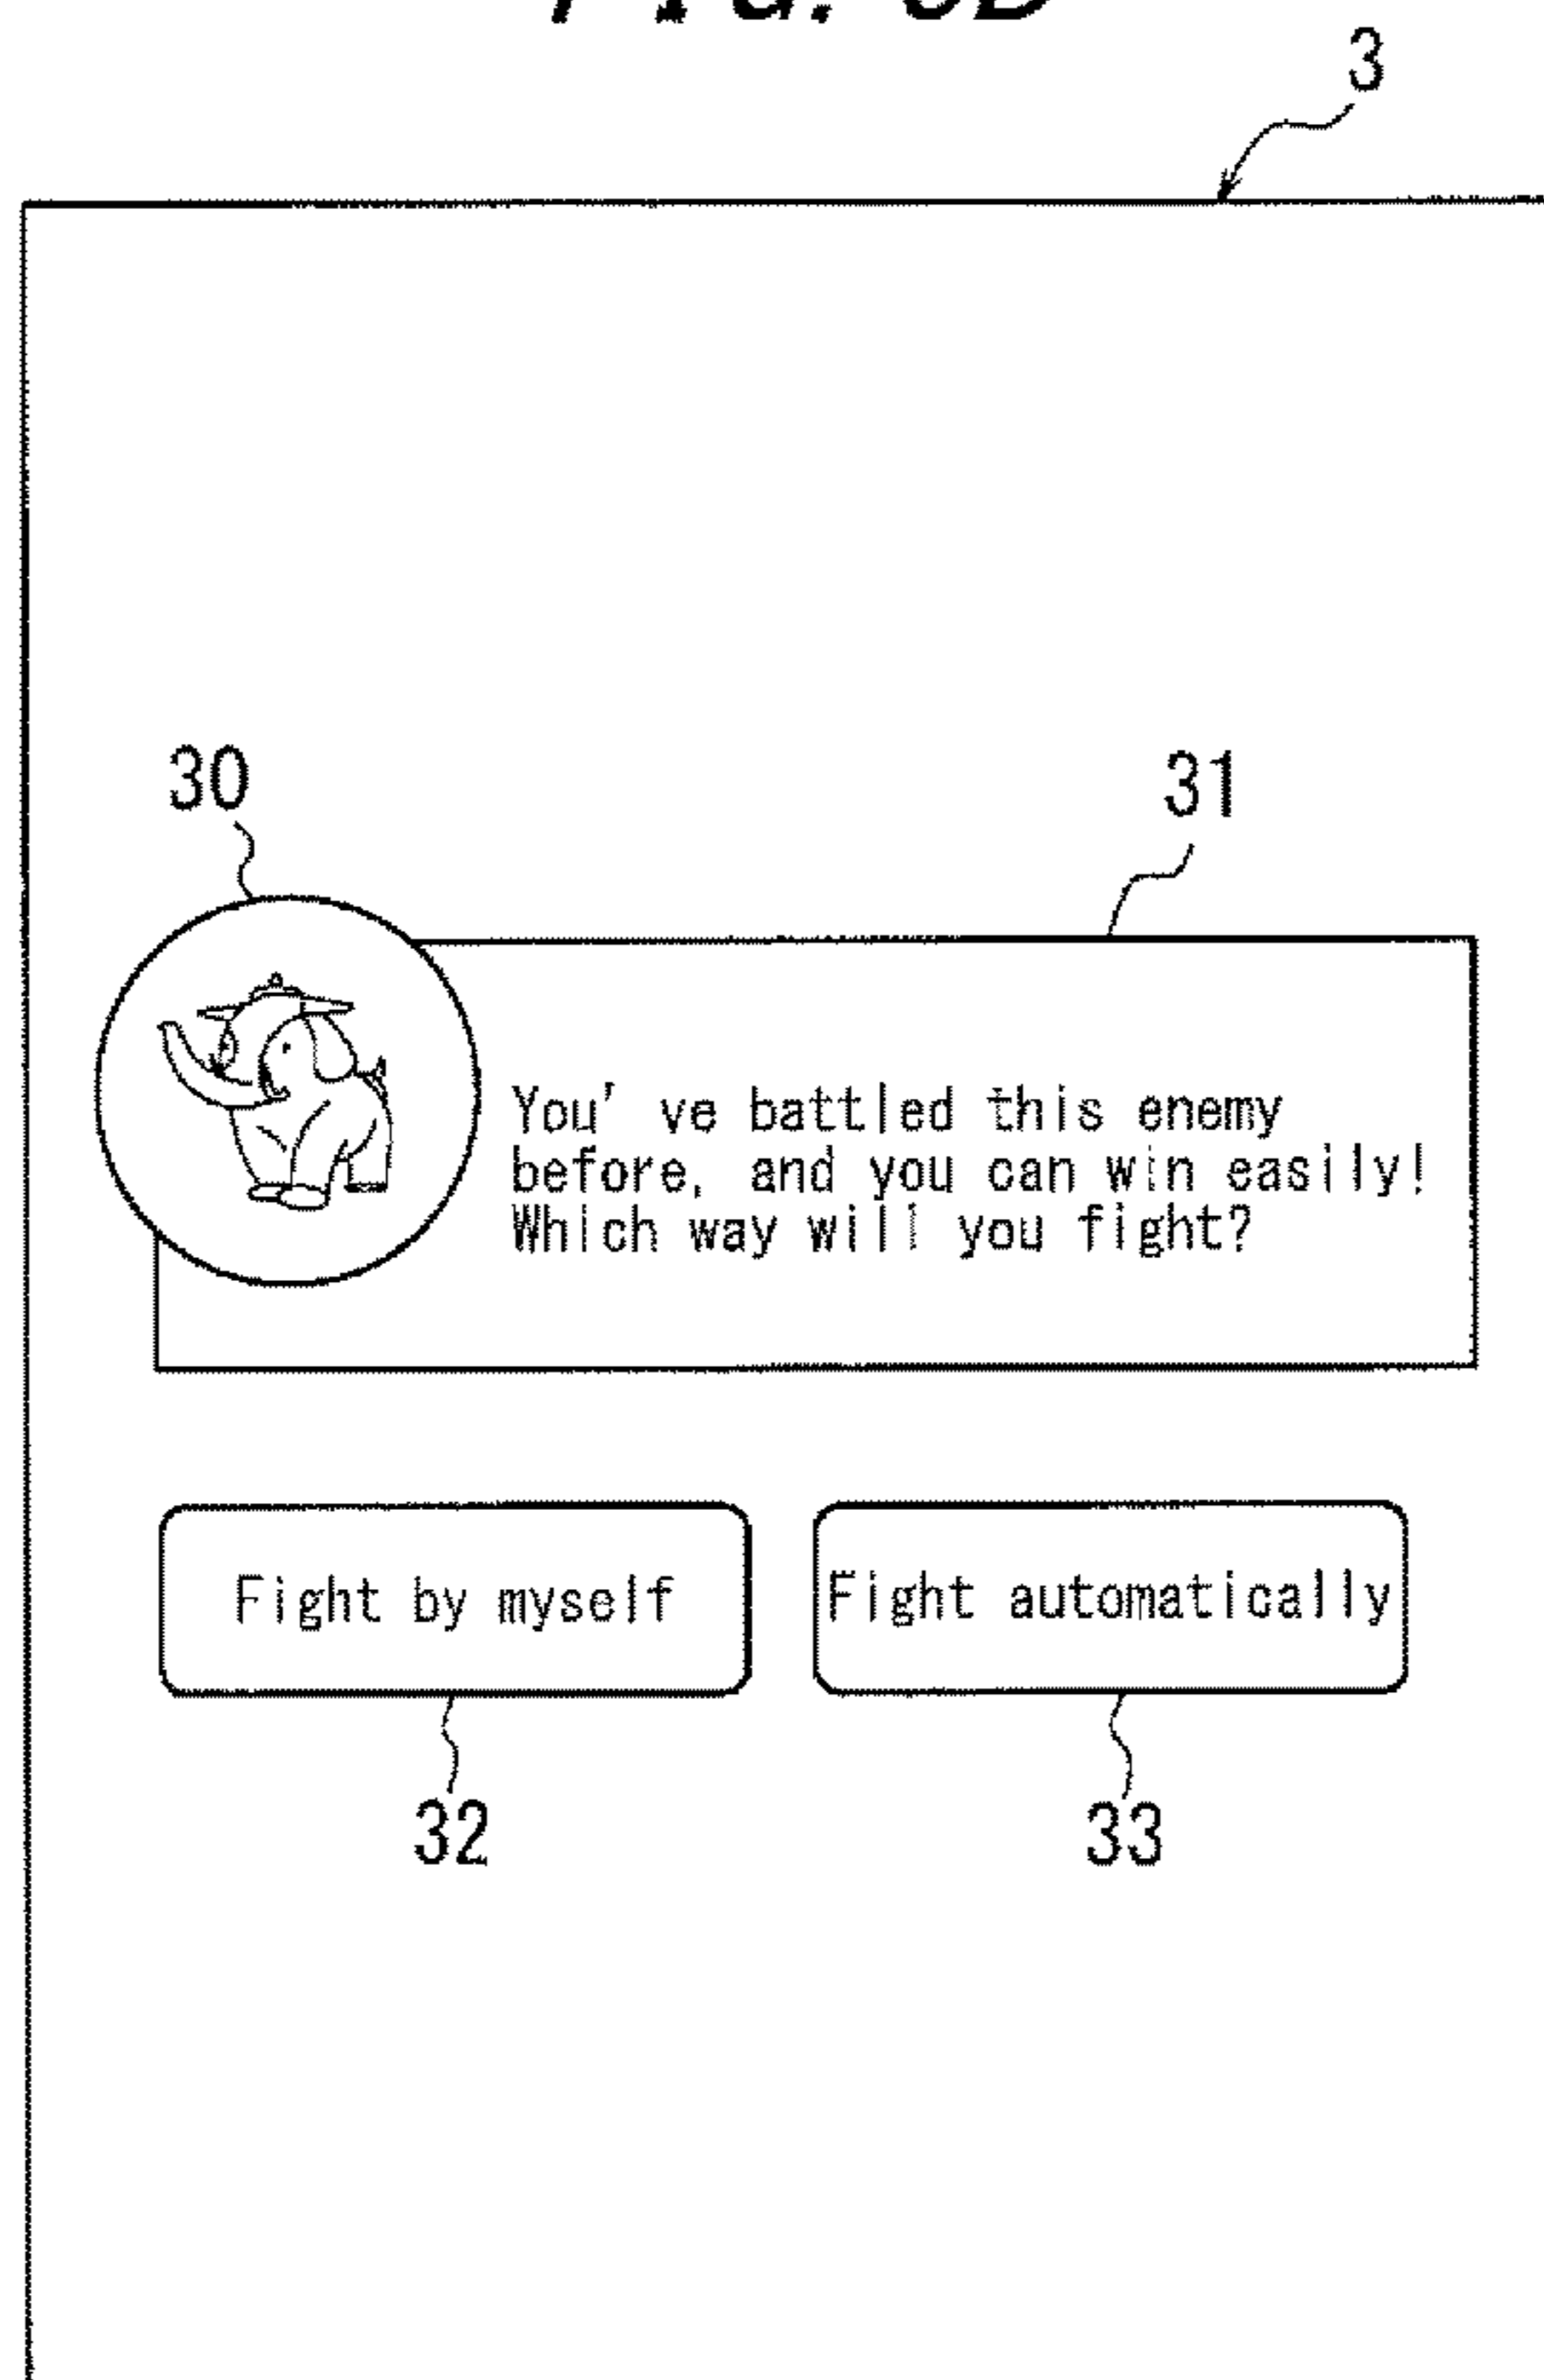 FIG.
3
30
31
You've battled this enemy
before, and you can win easily!
Which way will you fight?
Fight by myself
Fight automatically
32
33